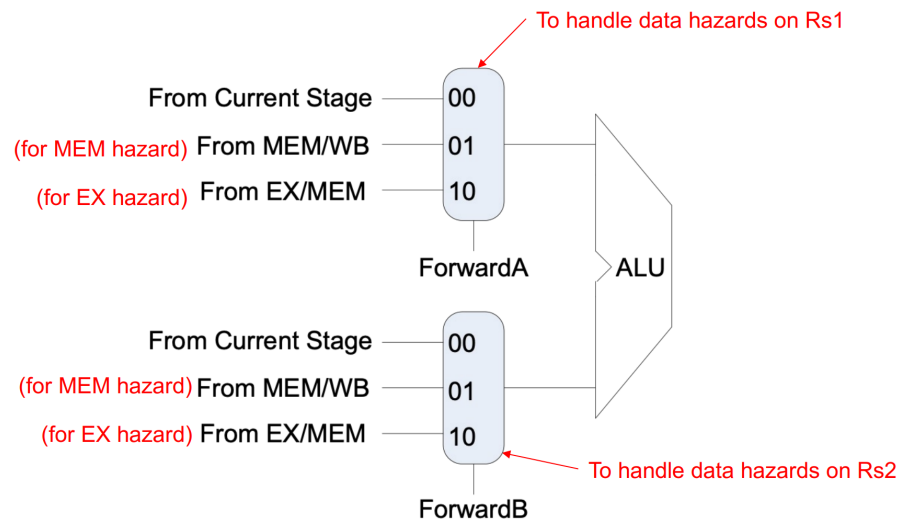 To handle data hazards on Rs1
From Current Stage 00
(for MEM hazard) From MEM/WB 01
(for EX hazard) From EX/MEM 10
ForwardA
ALU
From Current Stage 00
(for MEM hazard) From MEM/WB 01
(for EX hazard) From EX/MEM 10
To handle data hazards on Rs2
ForwardB